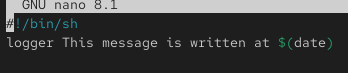 GNU nano 8.1
#!/bin/sh
logger This message is written at $(date)